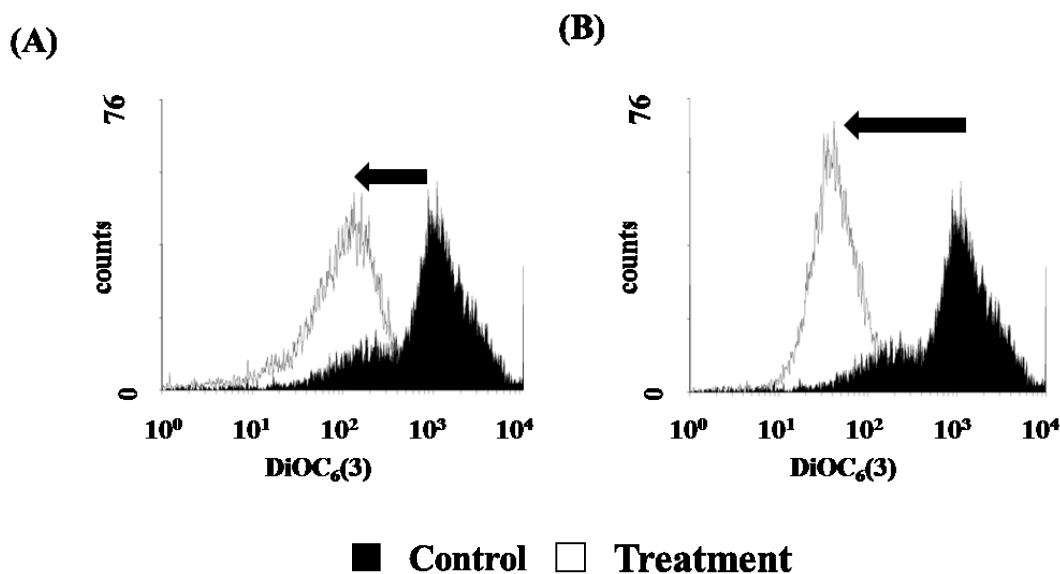 (A)
76
counts
0
10⁰ 10¹ 10² 10³ 10⁴
DiOC₆(3)
(B)
76
counts
0
10⁰ 10¹ 10² 10³ 10⁴
DiOC₆(3)
Control Treatment